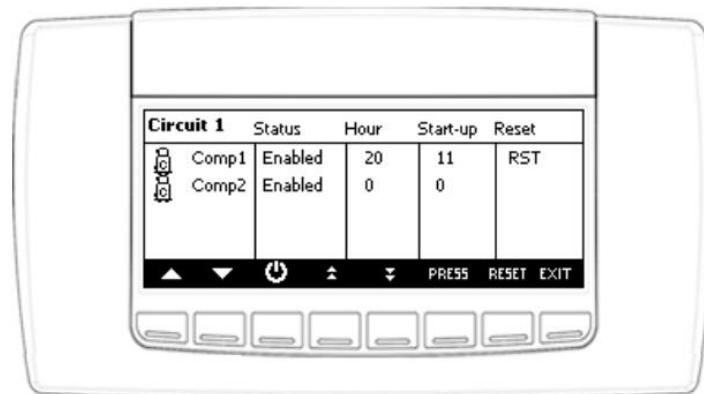 Circuit 1 Status Hour Start-up Reset
Comp1 Enabled 20 11 RST
Comp2 Enabled 0 0
PRESS RESET EXIT